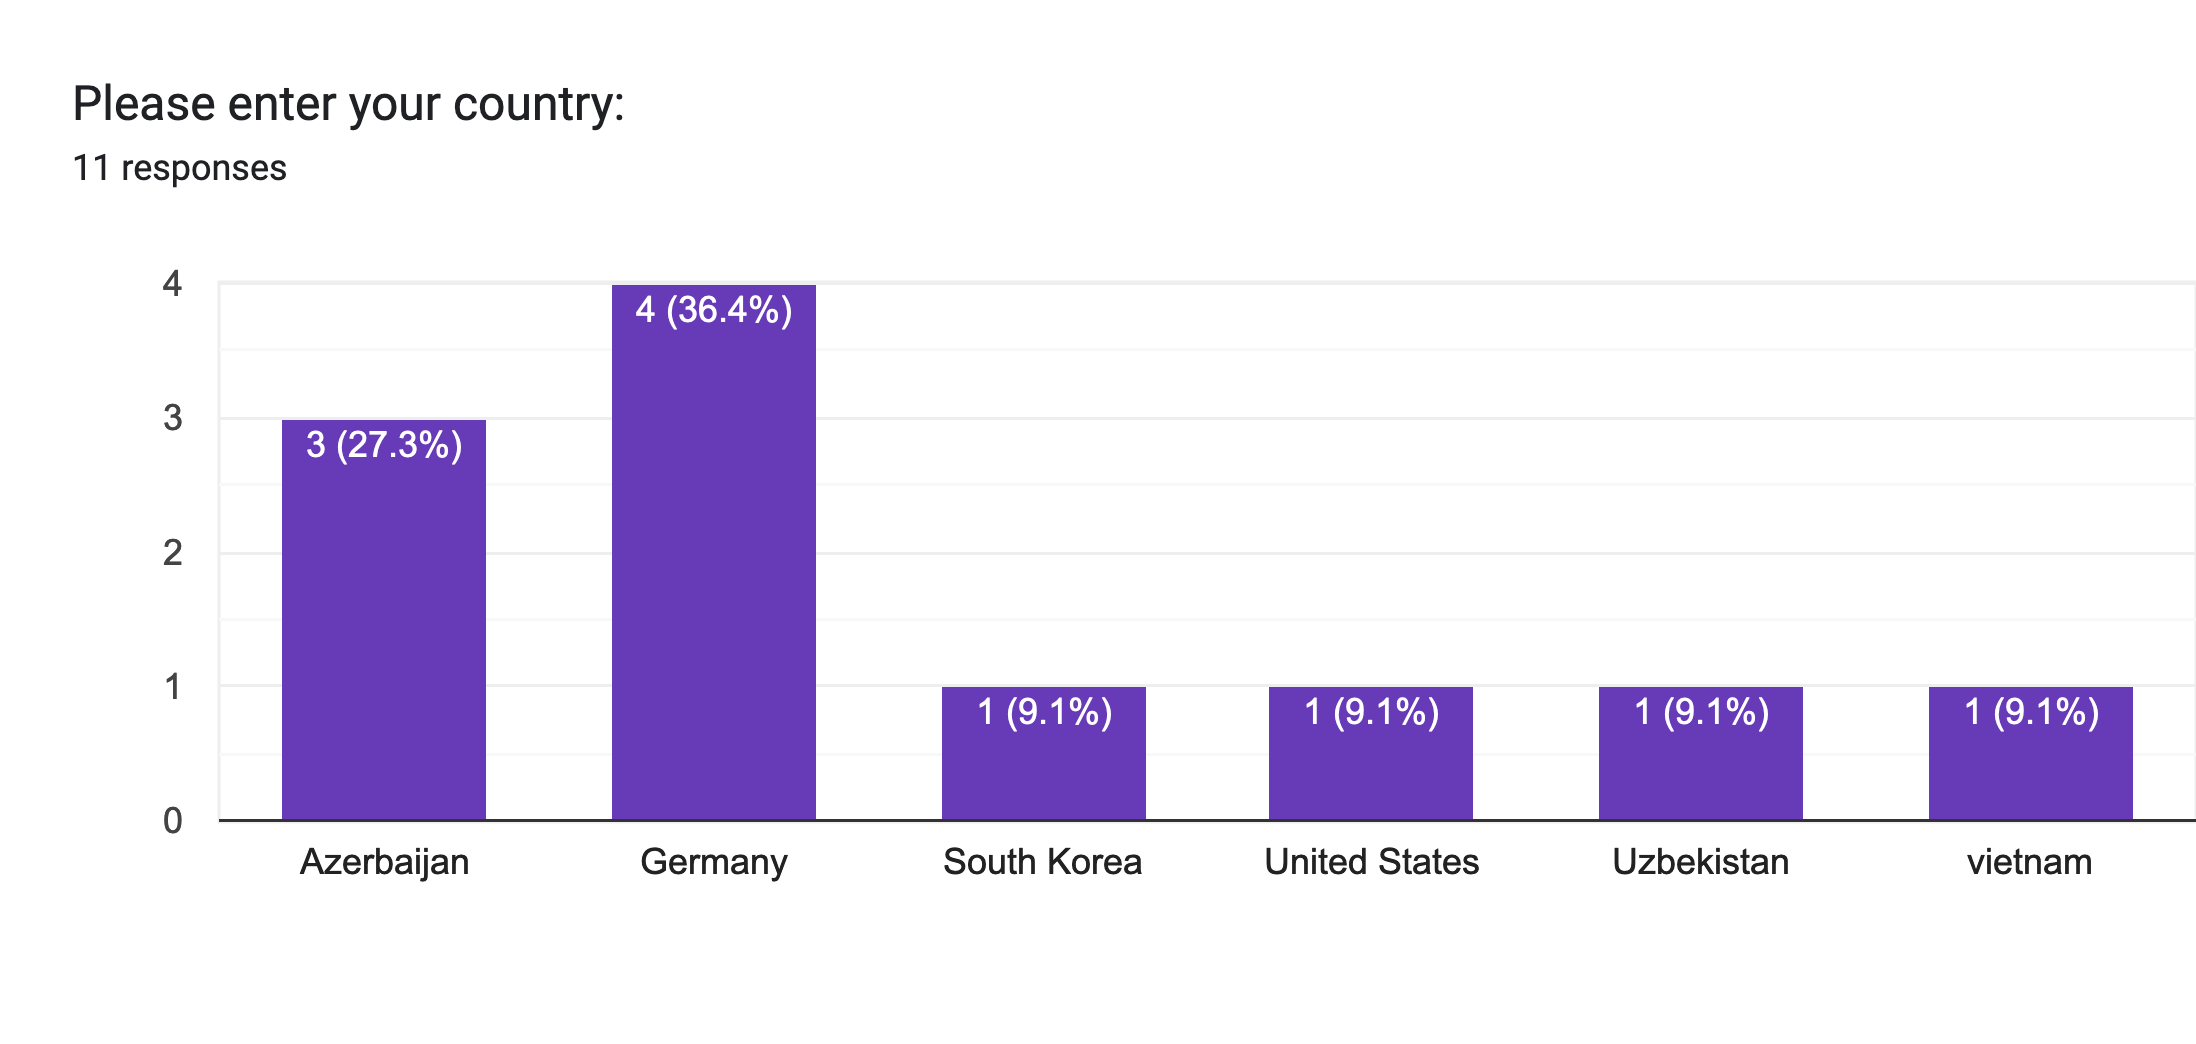 Please enter your country:
11 responses
4
3
2
1
0
3 (27.3%)
4 (36.4%)
1 (9.1%)
1 (9.1%)
1 (9.1%)
1 (9.1%)
Azerbaijan
Germany
South Korea
United States
Uzbekistan
vietnam